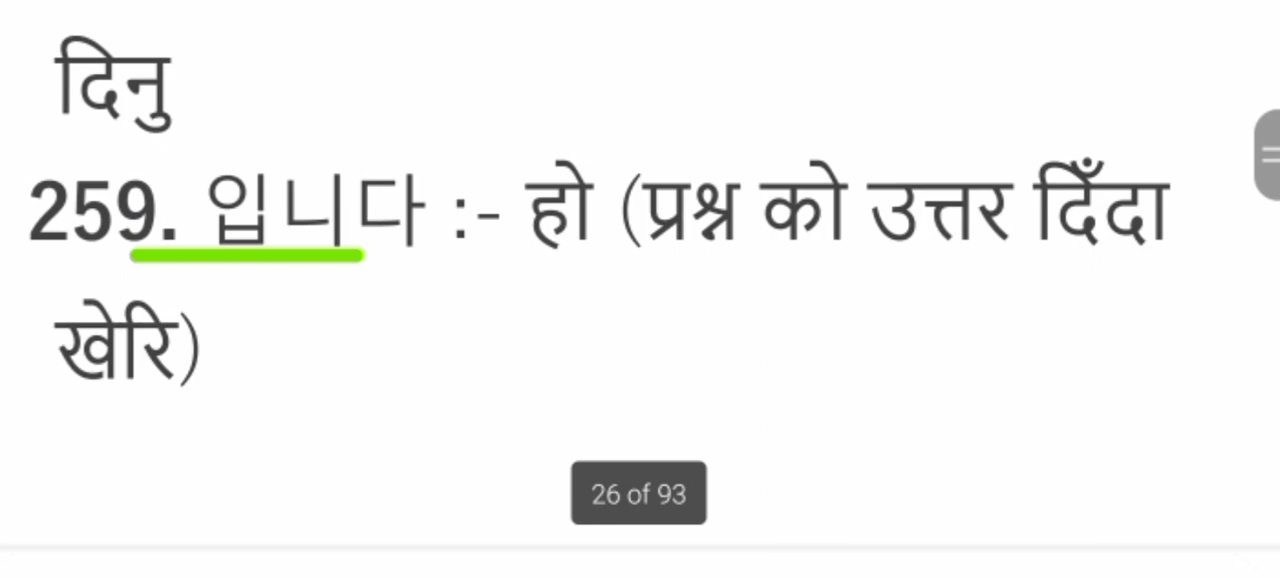 दिनु
259. 입니다 :- हो (प्रश्न को उत्तर दिँदा
खेरि)
26 of 93